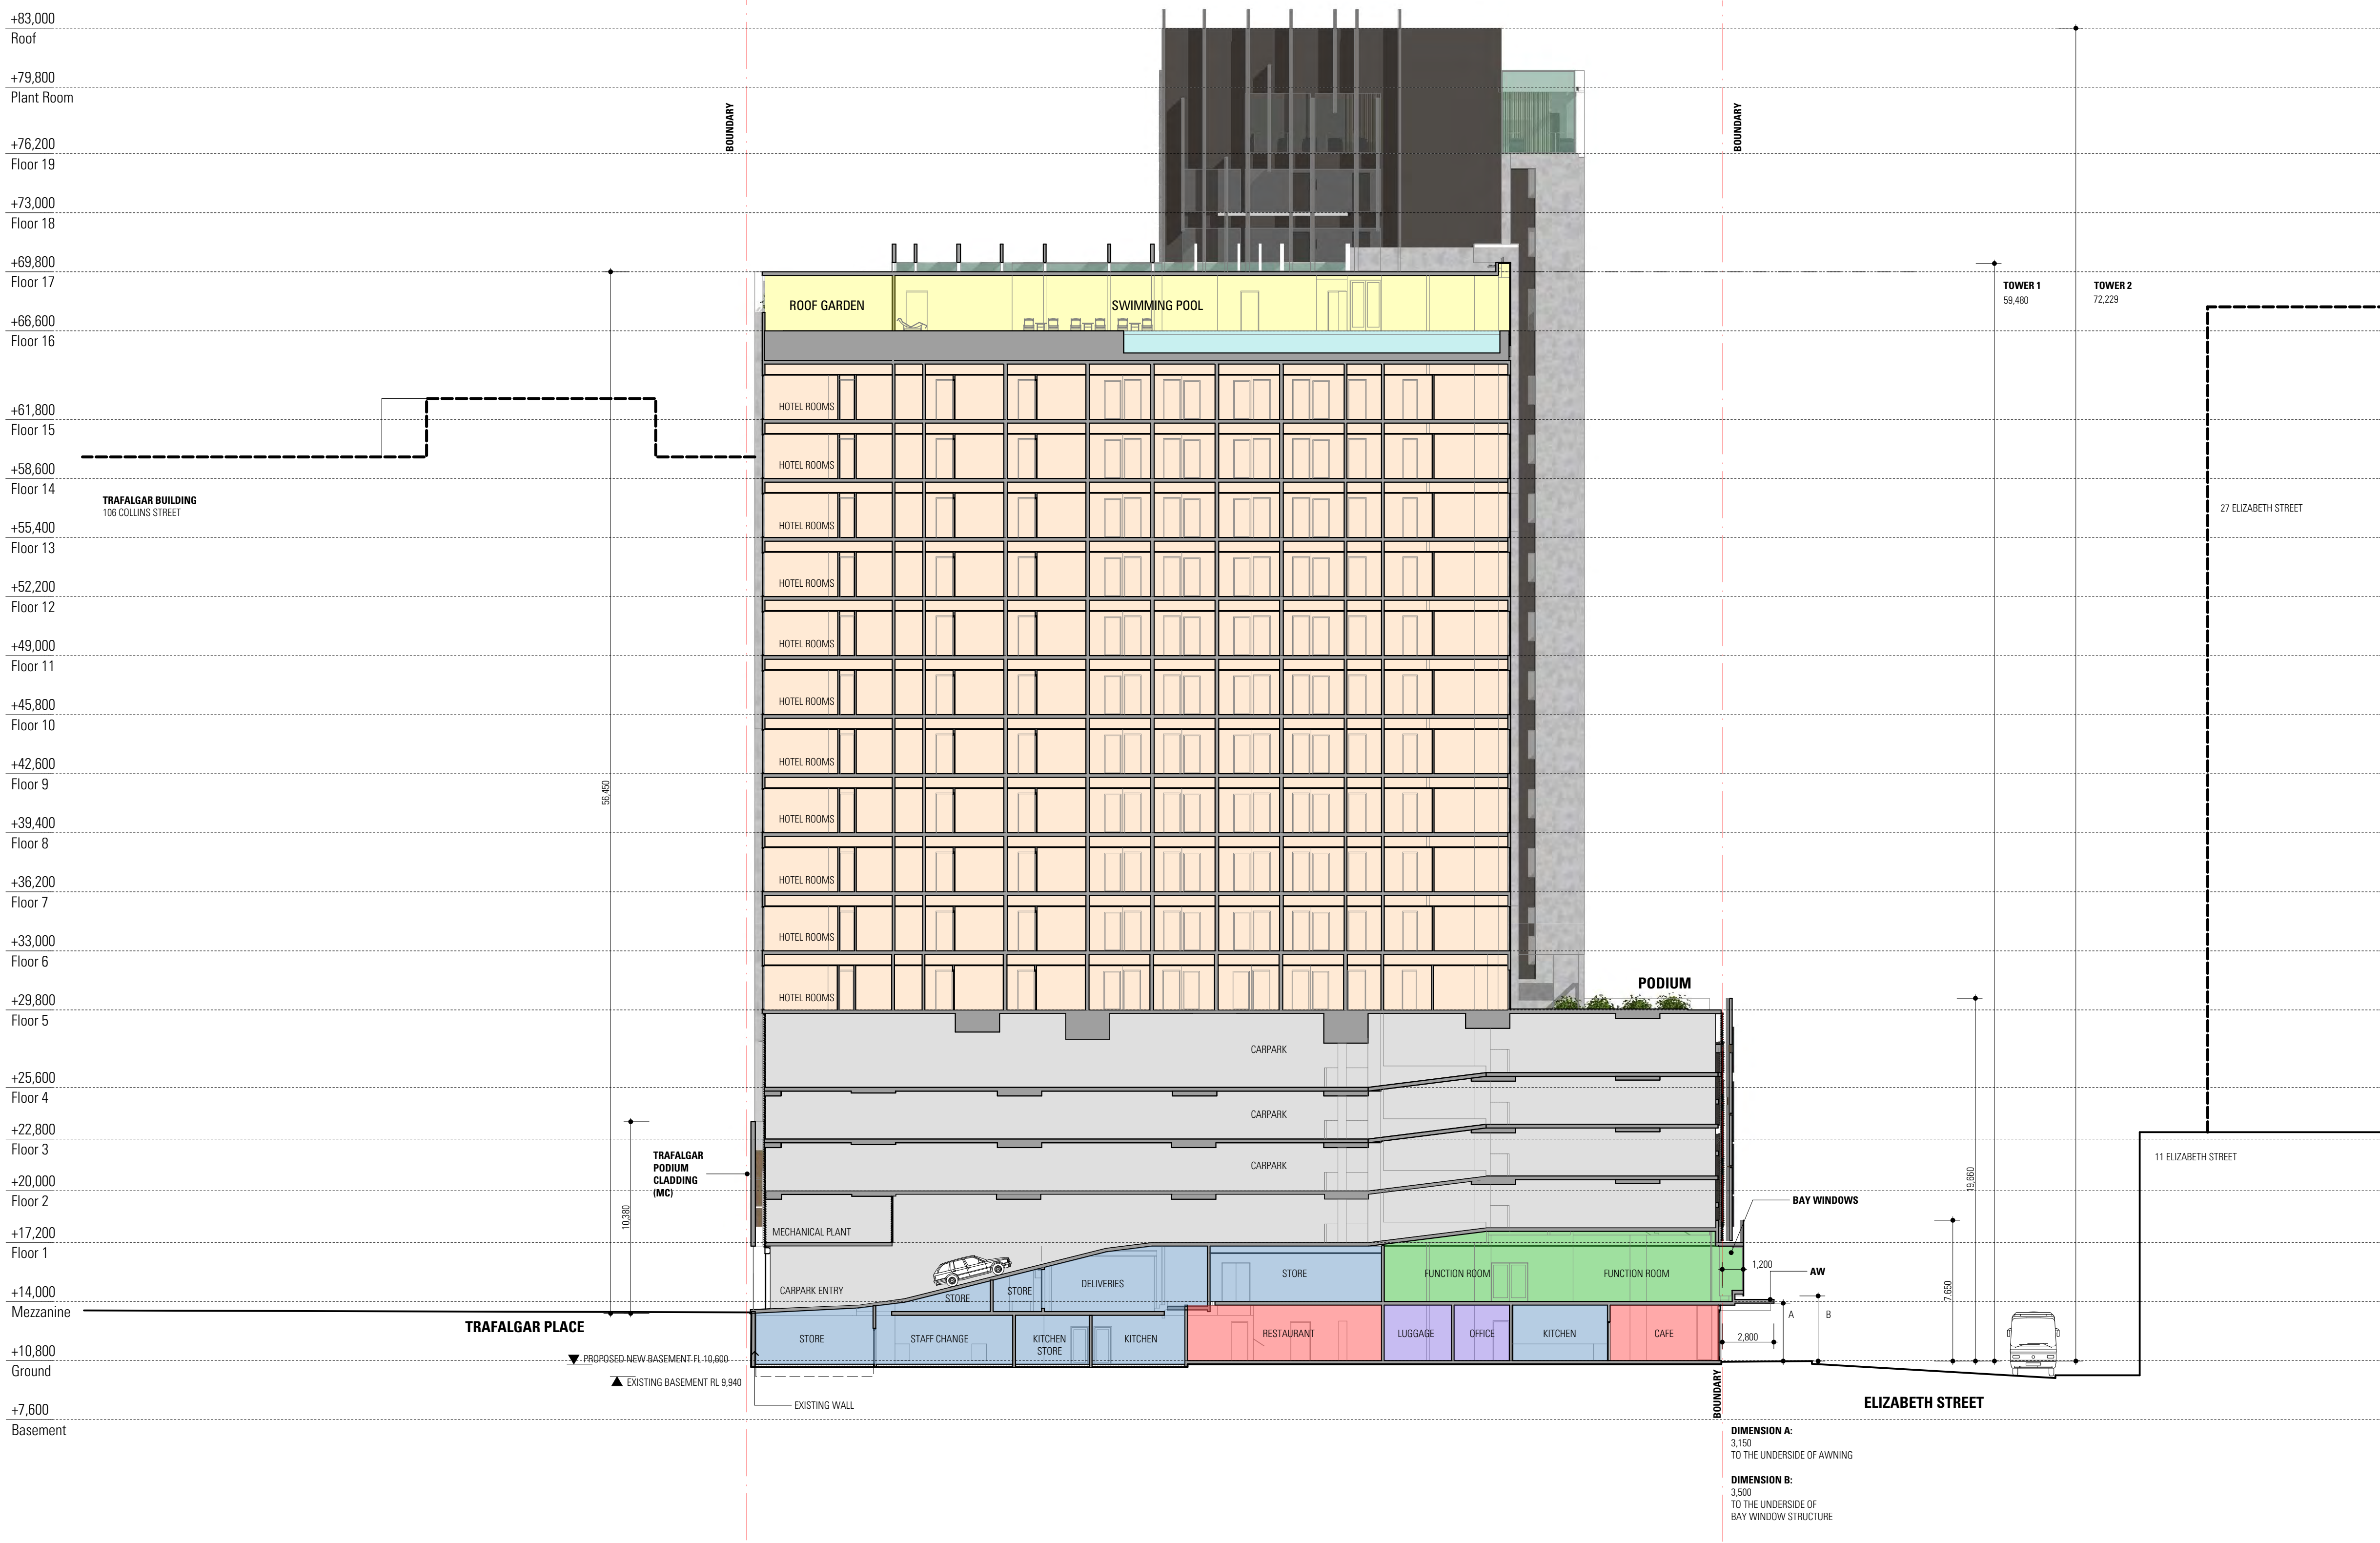 +83,000
Roof
+79,800
Plant Room
+76,200
Floor 19
+73,000
Floor 18
+69,800
Floor 17
+66,600
Floor 16
+61,800
Floor 15
+58,600
Floor 14
+55,400
Floor 13
+52,200
Floor 12
+49,000
Floor 11
+45,800
Floor 10
+42,600
Floor 9
+39,400
Floor 8
+36,200
Floor 7
+33,000
Floor 6
+29,800
Floor 5
+25,600
Floor 4
+22,800
Floor 3
+20,000
Floor 2
+17,200
Floor 1
+14,000
Mezzanine
+10,800
Ground
+7,600
Basement
BOUNDARY
BOUNDARY
TOWER 1
59,480
TOWER 2
72,229
ROOF GARDEN
SWIMMING POOL
HOTEL ROOMS
HOTEL ROOMS
HOTEL ROOMS
HOTEL ROOMS
HOTEL ROOMS
HOTEL ROOMS
HOTEL ROOMS
HOTEL ROOMS
HOTEL ROOMS
HOTEL ROOMS
HOTEL ROOMS
TRAFALGAR BUILDING
106 COLLINS STREET
27 ELIZABETH STREET
56,450
PODIUM
CARPARK
CARPARK
CARPARK
TRAFALGAR
PODIUM
CLADDING
(MC)
10,380
19,660
11 ELIZABETH STREET
BAY WINDOWS
MECHANICAL PLANT
CARPARK ENTRY
STORE
STORE
DELIVERIES
STORE
FUNCTION ROOM
FUNCTION ROOM
1,200
AW
7,650
A
B
2,800
TRAFALGAR PLACE
STORE
STAFF CHANGE
KITCHEN
STORE
KITCHEN
RESTAURANT
LUGGAGE
OFFICE
KITCHEN
CAFE
PROPOSED NEW BASEMENT FL 10,600
EXISTING BASEMENT RL 9,940
EXISTING WALL
BOUNDARY
ELIZABETH STREET
DIMENSION A:
3,150
TO THE UNDERSIDE OF AWNING
DIMENSION B:
3,500
TO THE UNDERSIDE OF
BAY WINDOW STRUCTURE